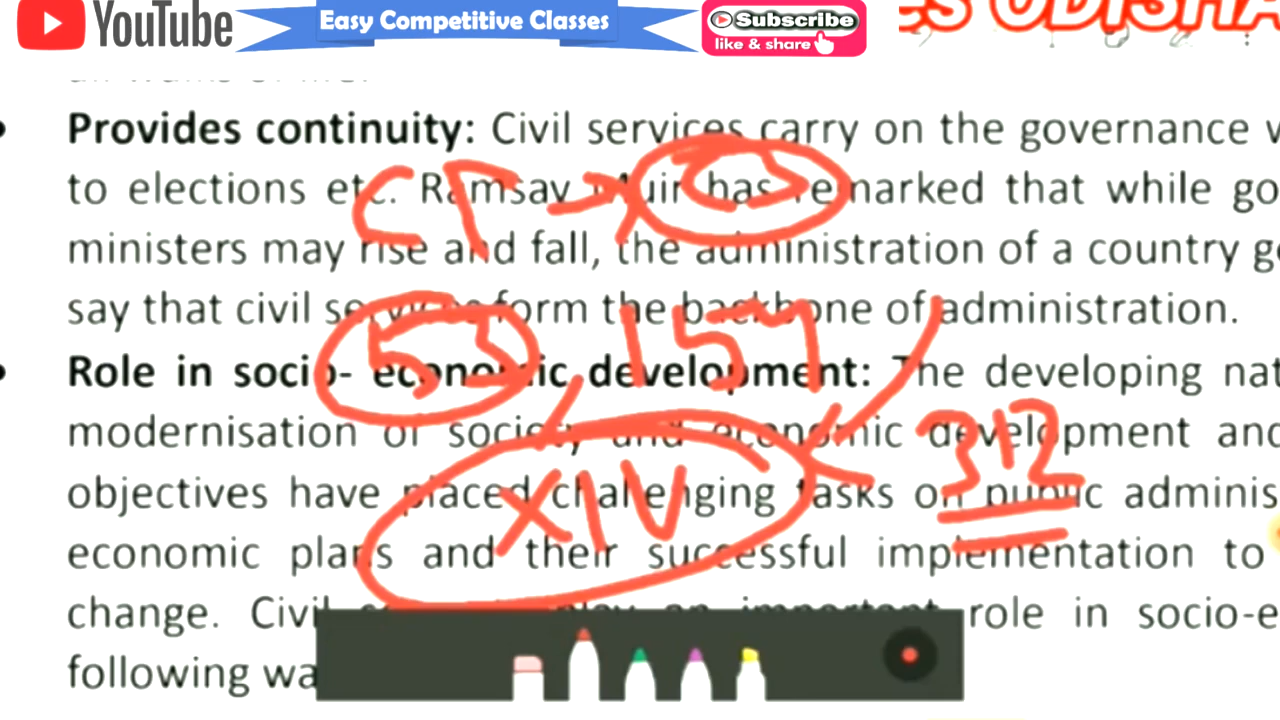 YouTube Easy Competitive Classes Subscribe ES ODISHA
like & share
Provides continuity: Civil services carry on the governance w
to elections etc. Ramsay Muir has remarked that while go
ministers may rise and fall, the administration of a country g
say that civil services form the backbone of administration.
53, 157
Role in socio- economic development: The developing nat
modernisation of society and economic development and
312
objectives have placed challenging tasks on public adminis
XIV
economic plans and their successful implementation to
change. Civil role in socio-e
following wa